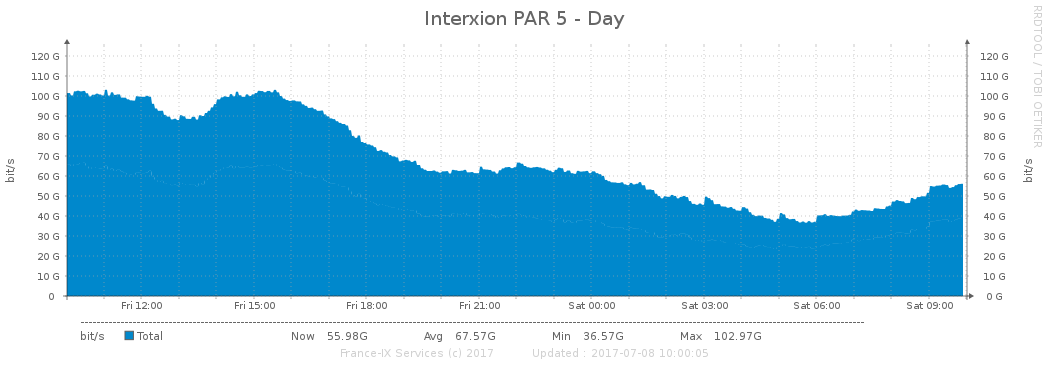 Interxion PAR 5 - Day
RRDTOOL / TOBI OETIKER
bit/s
120 G
110 G
100 G
90 G
80 G
70 G
60 G
50 G
40 G
30 G
20 G
10 G
0
120 G
110 G
100 G
90 G
80 G
70 G
60 G
50 G
40 G
30 G
20 G
10 G
0 G
bit/s
Fri 12:00 Fri 15:00 Fri 18:00 Fri 21:00 Sat 00:00 Sat 03:00 Sat 06:00 Sat 09:00
bit/s Total Now 55.98G Avg 67.57G Min 36.57G Max 102.97G
France-IX Services (c) 2017 Updated : 2017-07-08 10:00:05